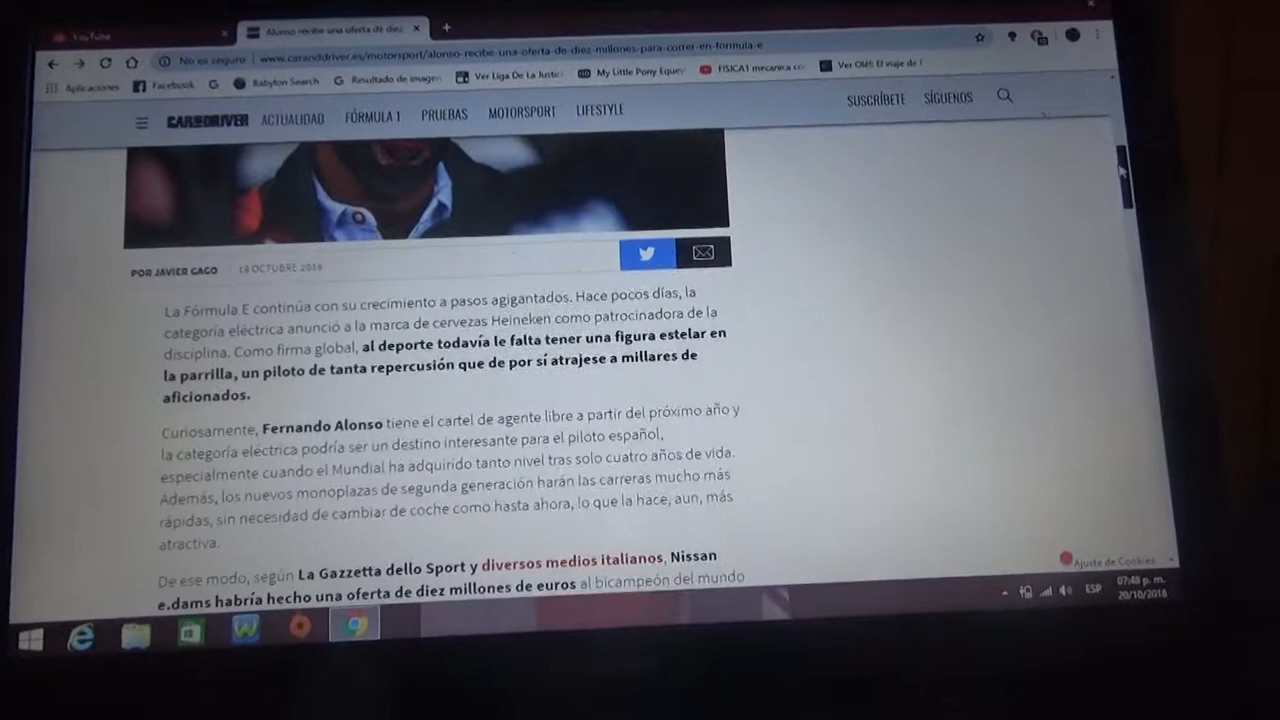 YouTube
Alonso recibe una oferta de diez
No es seguro | www.caranddriver.es/motorsport/alonso-recibe-una-oferta-de-diez-millones-para-correr-en-formula-e
Aplicaciones Facebook Babylon Search Resultado de imagen Ver Liga De La Justic My Little Pony Equev FISICA1 mecanica co Ver Olé!: El viaje de
CAR AND DRIVER ACTUALIDAD FÓRMULA 1 PRUEBAS MOTORSPORT LIFESTYLE SUSCRÍBETE SÍGUENOS
POR JAVIER GAGO | 19 OCTUBRE 2018
La Fórmula E continúa con su crecimiento a pasos agigantados. Hace pocos días, la
categoría eléctrica anunció a la marca de cervezas Heineken como patrocinadora de la
disciplina. Como firma global, al deporte todavía le falta tener una figura estelar en
la parrilla, un piloto de tanta repercusión que de por sí atrajese a millares de
aficionados.
Curiosamente, Fernando Alonso tiene el cartel de agente libre a partir del próximo año y
la categoría eléctrica podría ser un destino interesante para el piloto español,
especialmente cuando el Mundial ha adquirido tanto nivel tras solo cuatro años de vida.
Además, los nuevos monoplazas de segunda generación harán las carreras mucho más
rápidas, sin necesidad de cambiar de coche como hasta ahora, lo que la hace, aun, más
atractiva.
De ese modo, según La Gazzetta dello Sport y diversos medios italianos, Nissan
e.dams habría hecho una oferta de diez millones de euros al bicampeón del mundo
Ajuste de Cookies
ESP
07:48 p. m.
20/10/2018